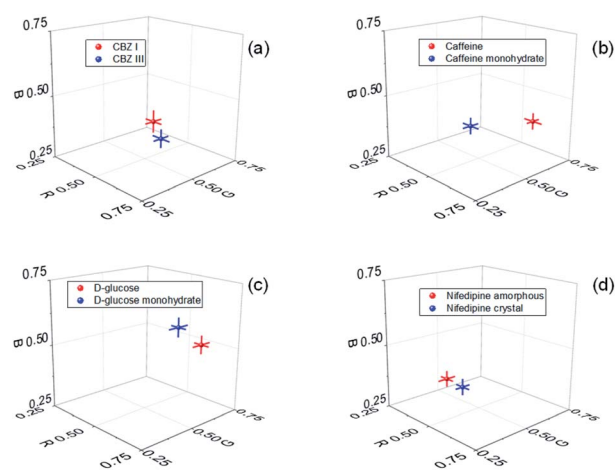 (a)
CBZ I
CBZ III
0.75
0.50
0.25
B
0.25
R 0.50
0.75
0.25
0.50 G
0.75
(b)
Caffeine
Caffeine monohydrate
0.75
0.50
0.25
B
0.25
R 0.50
0.75
0.25
0.50 G
0.75
(c)
D-glucose
D-glucose monohydrate
0.75
0.50
0.25
B
0.25
R 0.50
0.75
0.25
0.50 G
0.75
(d)
Nifedipine amorphous
Nifedipine crystal
0.75
0.50
0.25
B
0.25
R 0.50
0.75
0.25
0.50 G
0.75